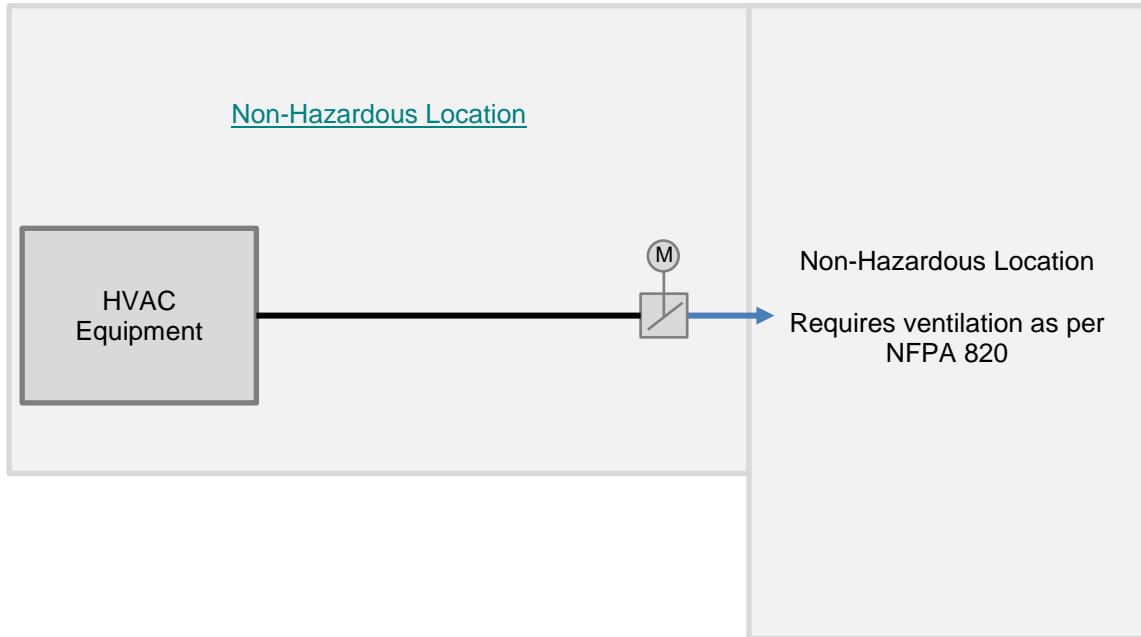 Non-Hazardous Location
HVAC
Equipment
M
Non-Hazardous Location
Requires ventilation as per
NFPA 820